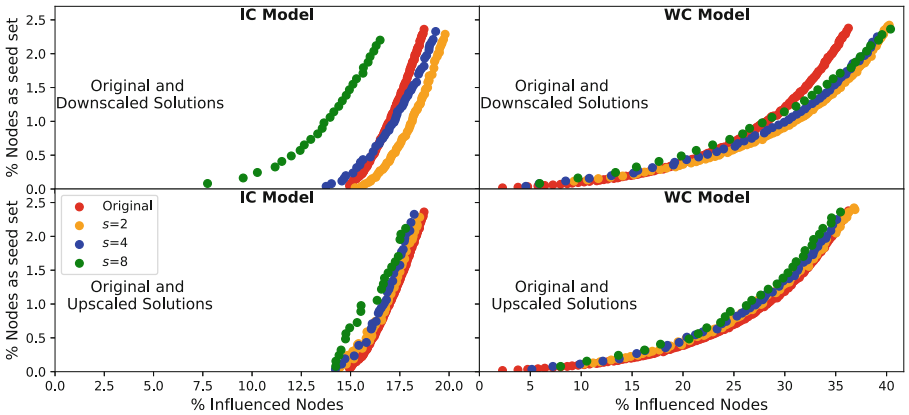 IC Model
WC Model
% Nodes as seed set
2.5
2.0
1.5
1.0
0.5
0.0
Original and
Downscaled Solutions
Original and
Downscaled Solutions
IC Model
WC Model
% Nodes as seed set
2.5
2.0
1.5
1.0
0.5
0.0
Original
s=2
s=4
s=8
Original and
Upscaled Solutions
Original and
Upscaled Solutions
0.0 2.5 5.0 7.5 10.0 12.5 15.0 17.5 20.0
0 5 10 15 20 25 30 35 40
% Influenced Nodes
% Influenced Nodes